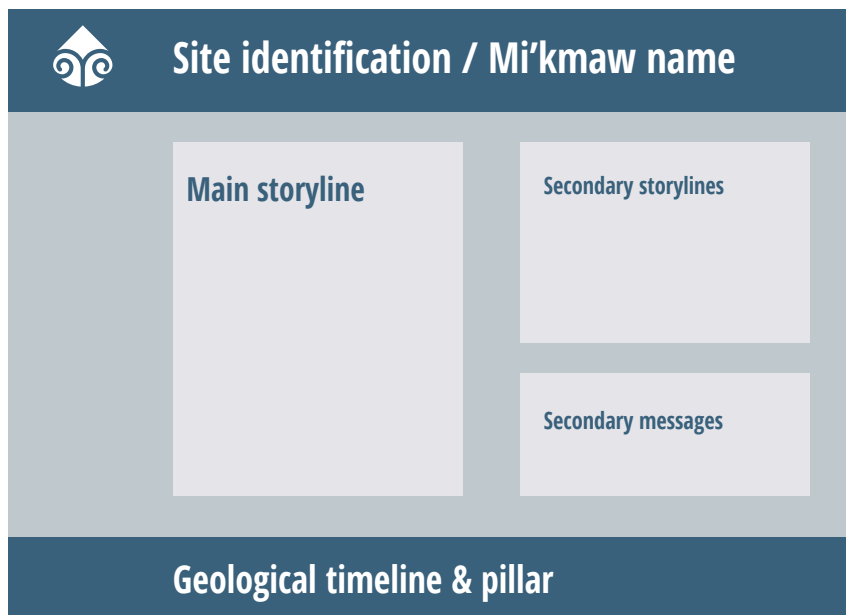 Site identification / Mi’kmaw name
Main storyline
Secondary storylines
Secondary messages
Geological timeline & pillar